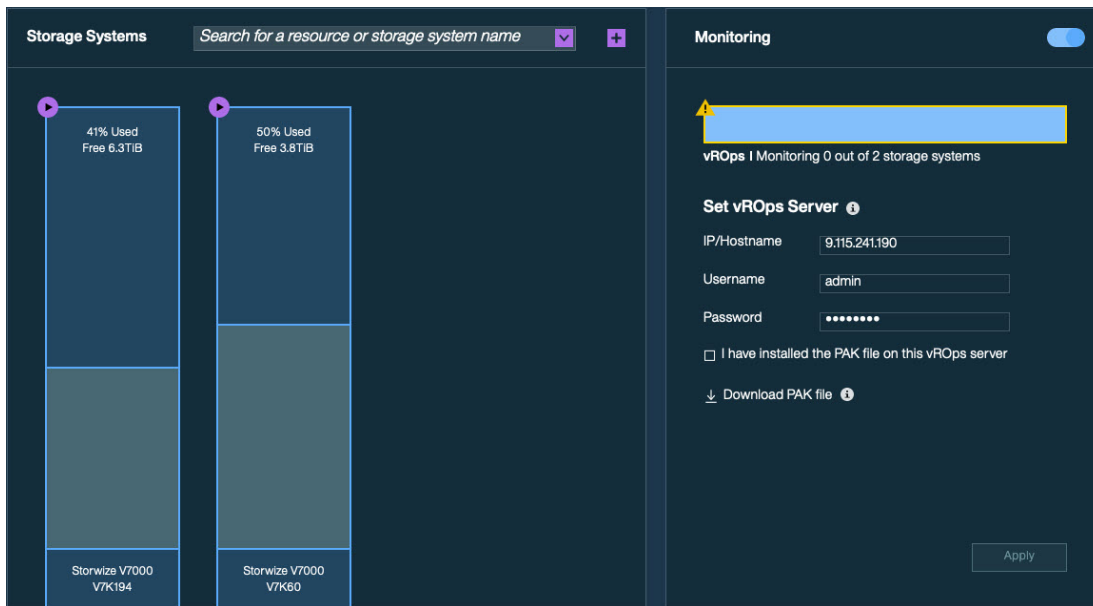 Storage Systems
Search for a resource or storage system name
41% Used
Free 6.3TiB
50% Used
Free 3.8TiB
Storwize V7000
V7K194
Storwize V7000
V7K60
Monitoring
vROps | Monitoring 0 out of 2 storage systems
Set vROps Server
IP/Hostname 9.115.241.190
Username admin
Password ••••••••
I have installed the PAK file on this vROps server
Download PAK file
Apply